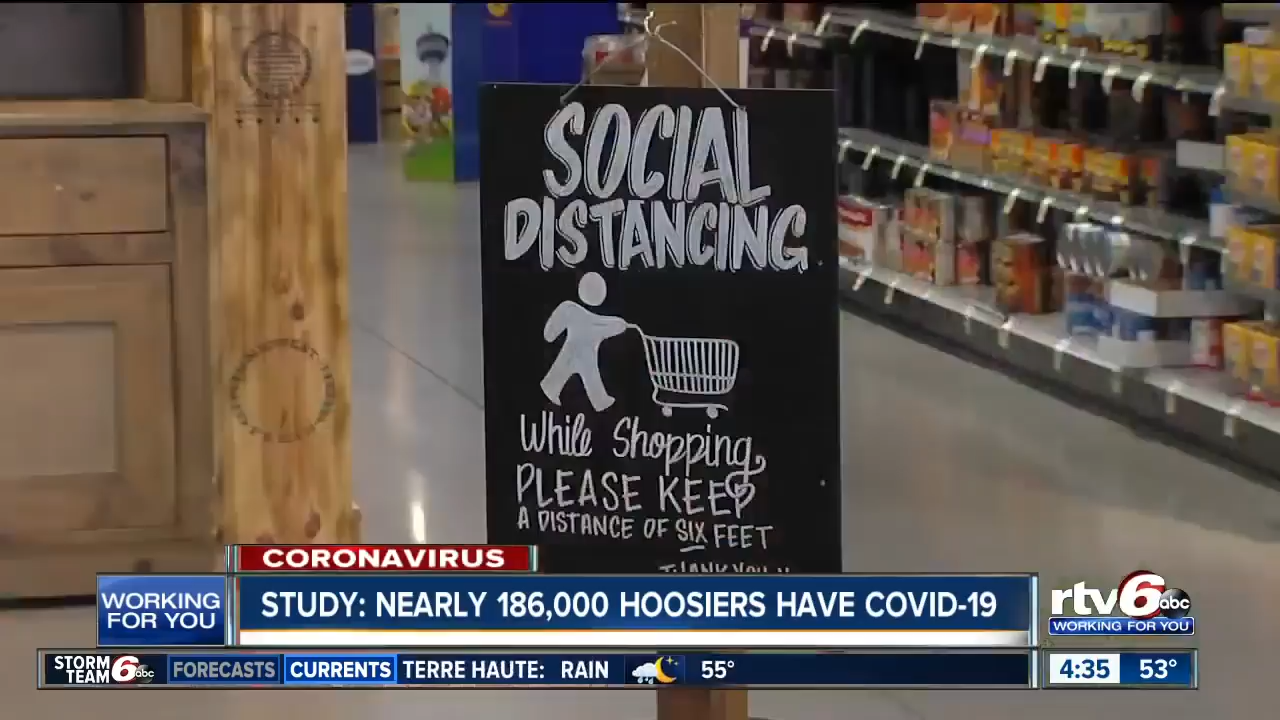 SOCIAL
DISTANCING
While Shopping,
PLEASE KEEP
A DISTANCE OF SIX FEET
THANK YOU
CORONAVIRUS
WORKING FOR YOU
STUDY: NEARLY 186,000 HOOSIERS HAVE COVID-19
rtv6 abc
WORKING FOR YOU
STORM TEAM 6 abc
FORECASTS
CURRENTS
TERRE HAUTE: RAIN 55°
4:35 53°